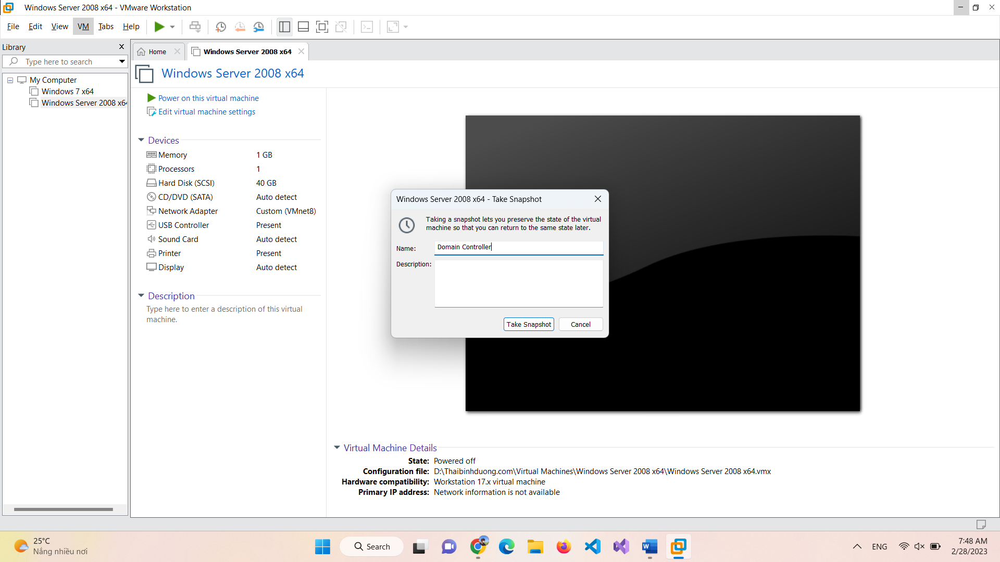 Windows Server 2008 x64 - VMware Workstation
File Edit View VM Tabs Help
Library
Type here to search
My Computer
Windows 7 x64
Windows Server 2008 x64
Home
Windows Server 2008 x64
Windows Server 2008 x64
Power on this virtual machine
Edit virtual machine settings
Devices
Memory 1 GB
Processors 1
Hard Disk (SCSI) 40 GB
CD/DVD (SATA) Auto detect
Network Adapter Custom (VMnet8)
USB Controller Present
Sound Card Auto detect
Printer Present
Display Auto detect
Description
Type here to enter a description of this virtual
machine.
Windows Server 2008 x64 - Take Snapshot
Taking a snapshot lets you preserve the state of the virtual
machine so that you can return to the same state later.
Name: Domain Controller
Description:
Take Snapshot Cancel
Virtual Machine Details
State: Powered off
Configuration file: D:\Thaibinhduong.com\Virtual Machines\Windows Server 2008 x64\Windows Server 2008 x64.vmx
Hardware compatibility: Workstation 17.x virtual machine
Primary IP address: Network information is not available
25°C
Nắng nhiều nơi
Search
ENG
7:48 AM
2/28/2023